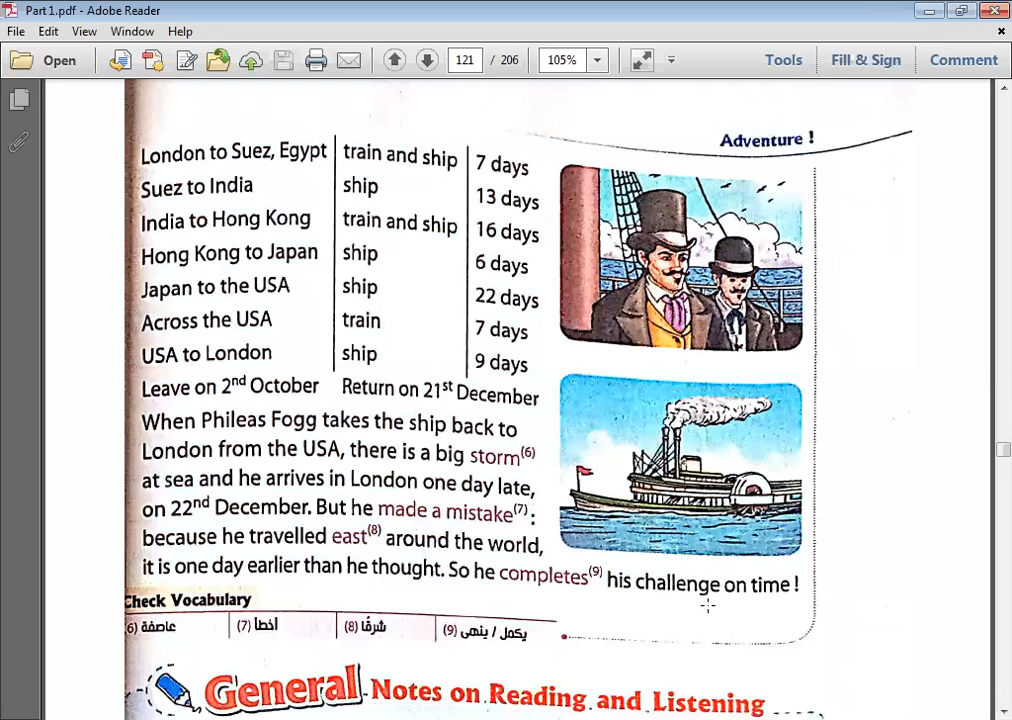 Part 1.pdf - Adobe Reader
File Edit View Window Help
Open 121 / 206 105% Tools Fill & Sign Comment
Adventure !
London to Suez, Egypt train and ship 7 days
Suez to India ship 13 days
India to Hong Kong train and ship 16 days
Hong Kong to Japan ship 6 days
Japan to the USA ship 22 days
Across the USA train 7 days
USA to London ship 9 days
Leave on 2nd October Return on 21st December
When Phileas Fogg takes the ship back to
London from the USA, there is a big storm(6)
at sea and he arrives in London one day late,
on 22nd December. But he made a mistake(7):
because he travelled east(8) around the world,
it is one day earlier than he thought. So he completes(9) his challenge on time !
Check Vocabulary
(6) عاصفة (7) أخطأ (8) شرقًا (9) يكمل / ينهى
General Notes on Reading and Listening